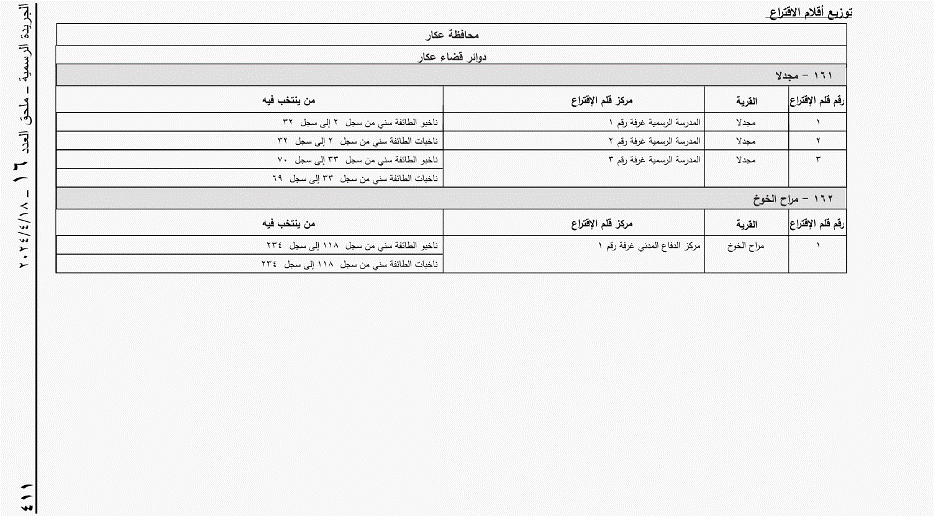 توزيع أقلام الاقتراع
محافظة عكار
دوائر قضاء عكار
١٦١ - مجدلا
رقم قلم الإقتراع القرية مركز قلم الإقتراع من ينتخب فيه
١ مجدلا المدرسة الرسمية غرفة رقم ١ ناخبو الطائفة سني من سجل ٢ إلى سجل ٣٢
٢ مجدلا المدرسة الرسمية غرفة رقم ٢ ناخبات الطائفة سني من سجل ٢ إلى سجل ٣٢
٣ مجدلا المدرسة الرسمية غرفة رقم ٣ ناخبو الطائفة سني من سجل ٣٣ إلى سجل ٧٠
ناخبات الطائفة سني من سجل ٣٣ إلى سجل ٦٩
١٦٢ - مراح الخوخ
رقم قلم الإقتراع القرية مركز قلم الإقتراع من ينتخب فيه
١ مراح الخوخ مركز الدفاع المدني غرفة رقم ١ ناخبو الطائفة سني من سجل ١١٨ إلى سجل ٢٣٤
ناخبات الطائفة سني من سجل ١١٨ إلى سجل ٢٣٤
الجريدة الرسمية – ملحق العدد ١٦ – ٢٠٢٤/٤/١٨
٤١١